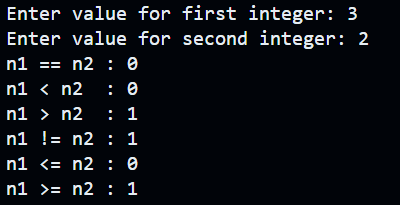 Enter value for first integer: 3
Enter value for second integer: 2
n1 == n2 : 0
n1 < n2  : 0
n1 > n2  : 1
n1 != n2 : 1
n1 <= n2 : 0
n1 >= n2 : 1